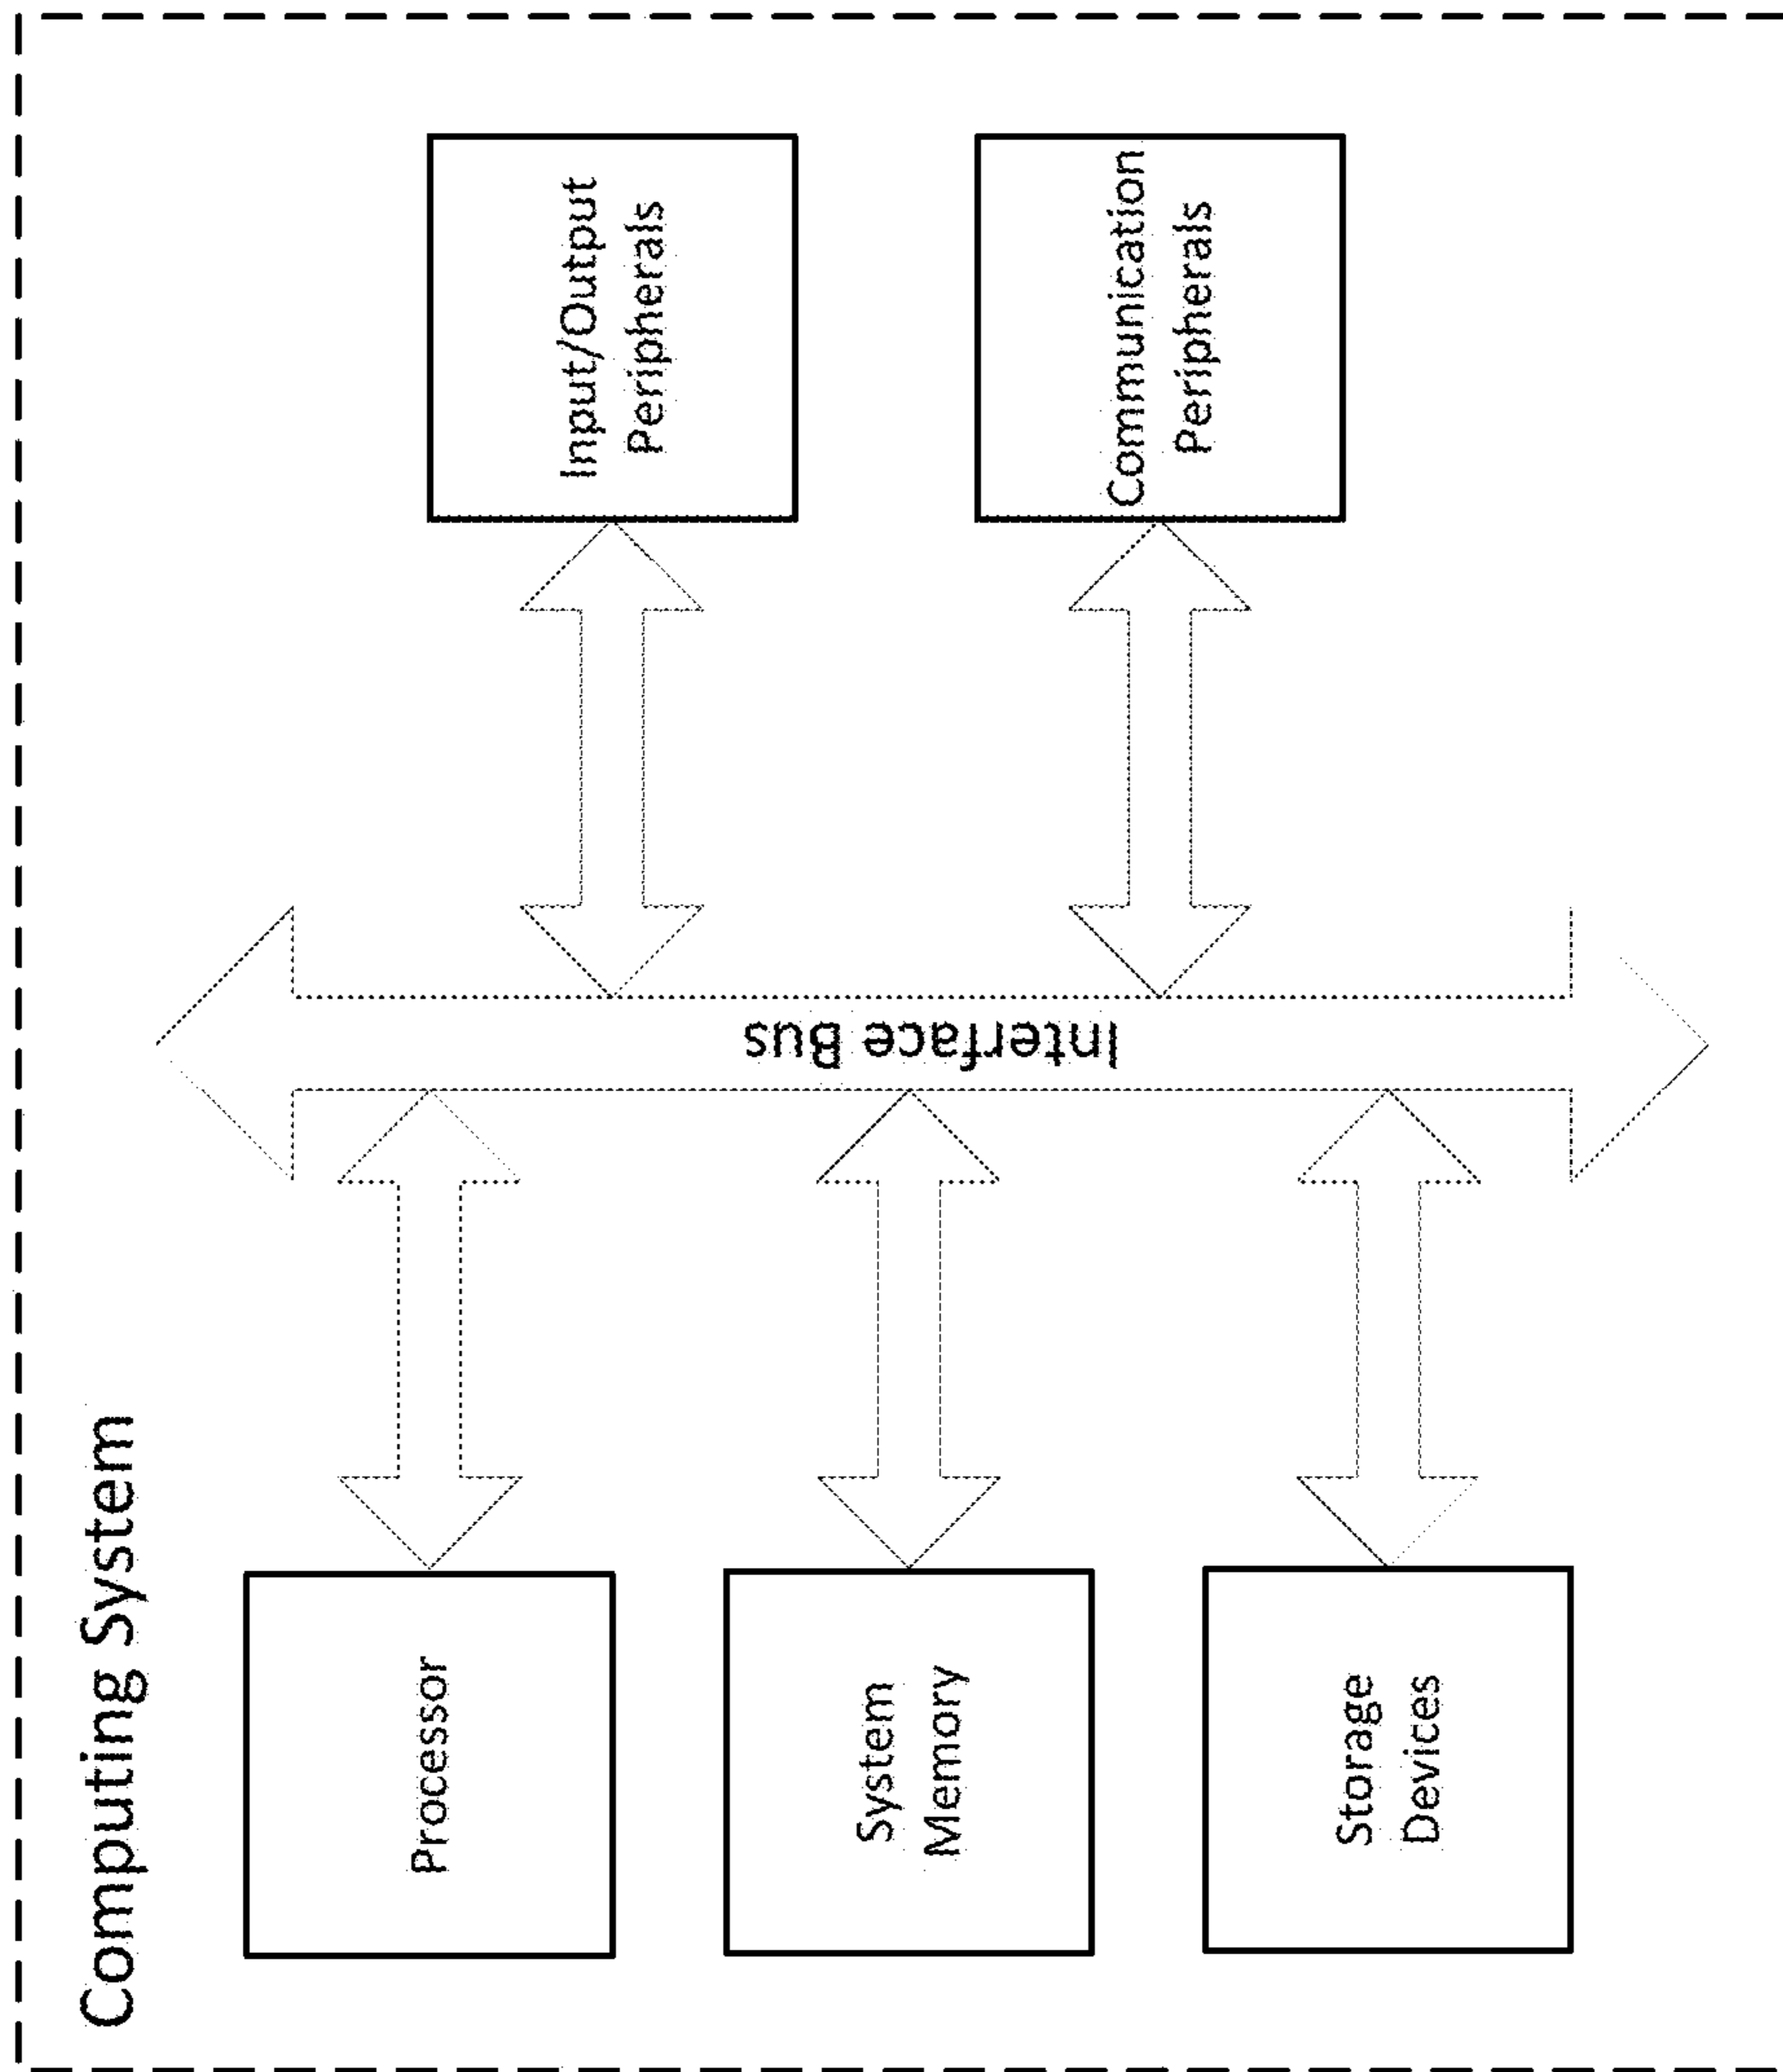 Computing System
Processor
System
Memory
Storage
Devices
Interface Bus
Input/Output
Peripherals
Communication
Peripherals